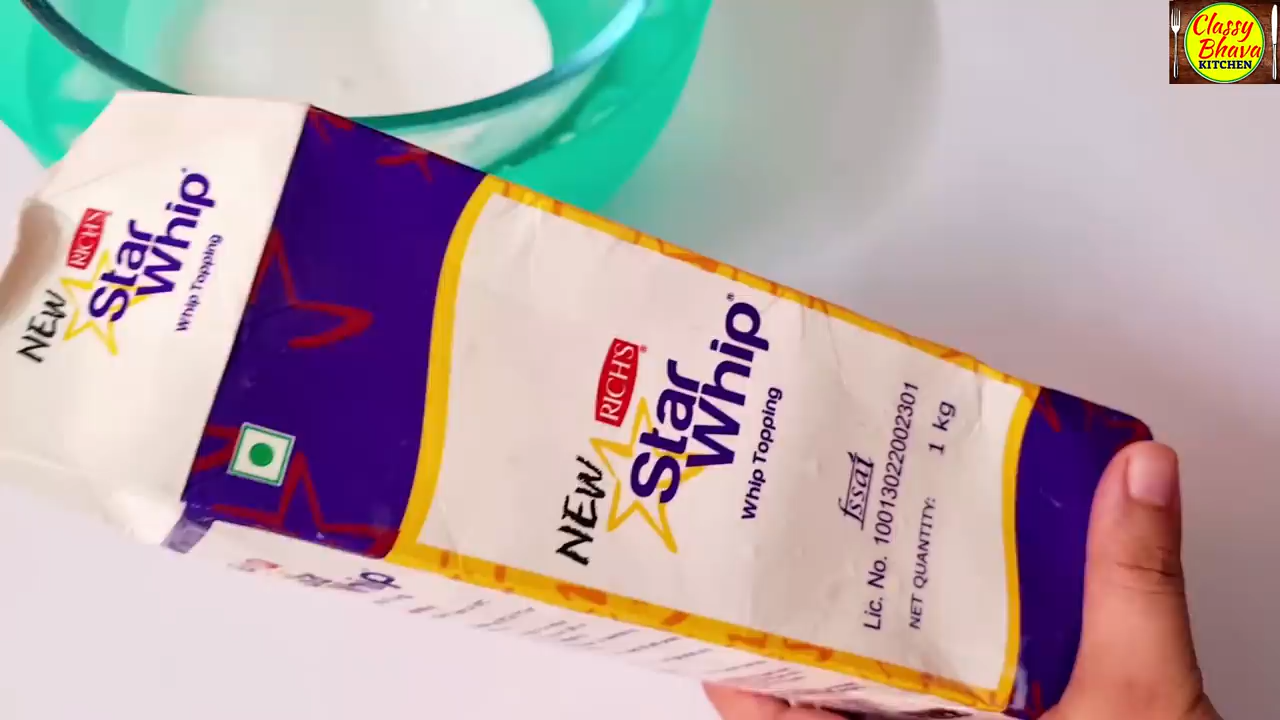 Classy
Bhava
KITCHEN
NEW
RICH'S
Star
Whip
Whip Topping
NEW
RICH'S®
Star
Whip®
Whip Topping
fssai
Lic. No. 10013022002301
NET QUANTITY: 1 kg